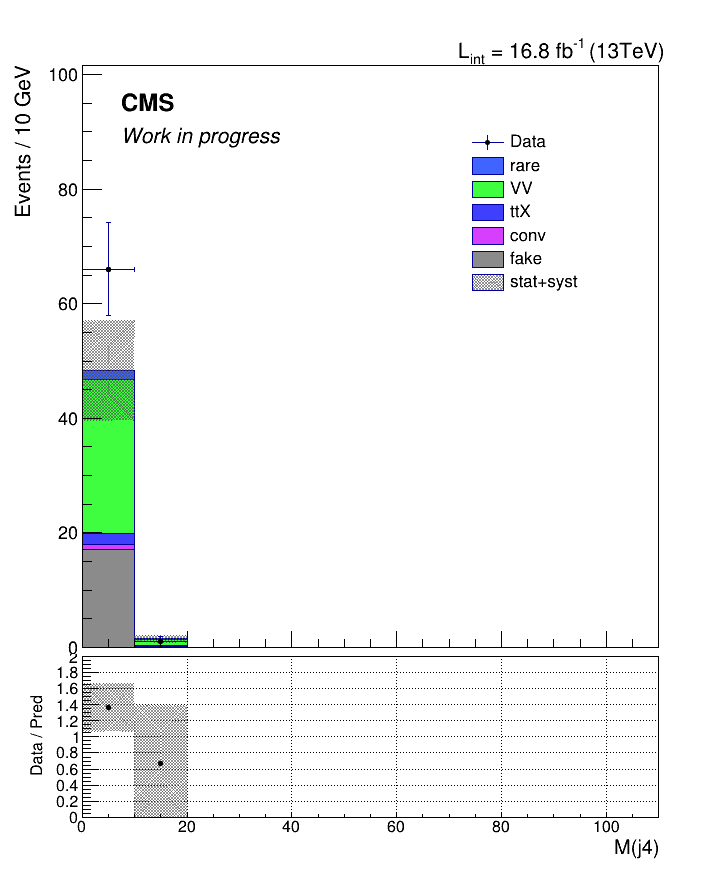 L_int = 16.8 fb^-1 (13TeV)
Events / 10 GeV
100
80
60
40
20
0
CMS
Work in progress
Data
rare
VV
ttX
conv
fake
stat+syst
Data / Pred
2
1.8
1.6
1.4
1.2
1
0.8
0.6
0.4
0.2
0
0 20 40 60 80 100
M(j4)